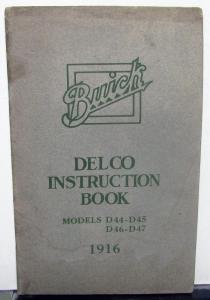 Buick
DELCO
INSTRUCTION
BOOK
MODELS D44-D45
D46-D47
1916